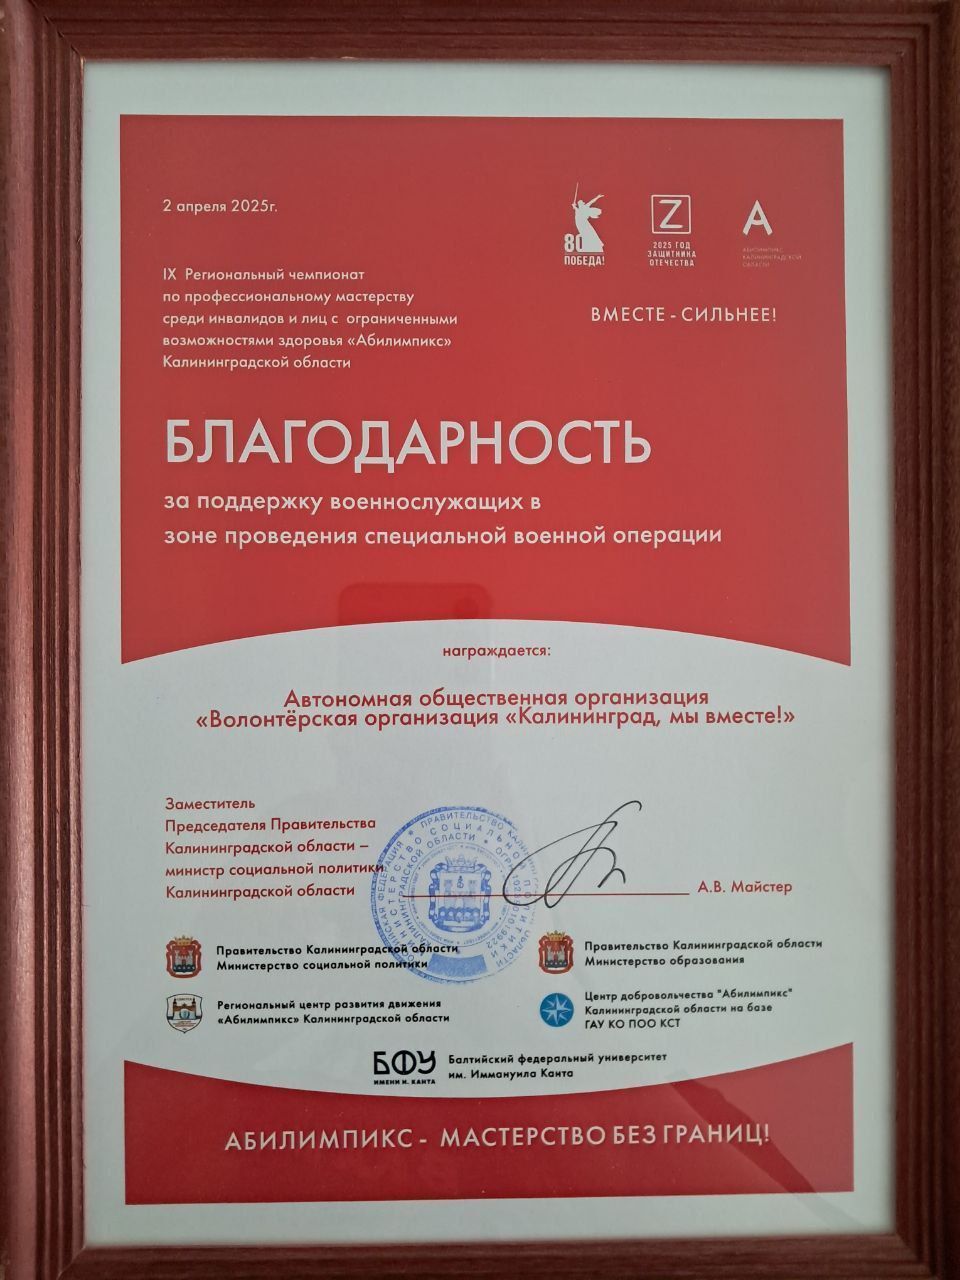 2 апреля 2025г.
80
ПОБЕДА!
Z
2025 ГОД
ЗАЩИТНИКА
ОТЕЧЕСТВА
А
АБИЛИМПИКС
КАЛИНИНГРАДСКОЙ
ОБЛАСТИ
ВМЕСТЕ - СИЛЬНЕЕ!
IX Региональный чемпионат
по профессиональному мастерству
среди инвалидов и лиц с ограниченными
возможностями здоровья «Абилимпикс»
Калининградской области
БЛАГОДАРНОСТЬ
за поддержку военнослужащих в
зоне проведения специальной военной операции
награждается:
Автономная общественная организация
«Волонтёрская организация «Калининград, мы вместе!»
Заместитель
Председателя Правительства
Калининградской области –
министр социальной политики
Калининградской области
А.В. Майстер
Правительство Калининградской области
Министерство социальной политики
Правительство Калининградской области
Министерство образования
Региональный центр развития движения
«Абилимпикс» Калининградской области
Центр добровольчества "Абилимпикс"
Калининградской области на базе
ГАУ КО ПОО КСТ
БФУ
ИМЕНИ И. КАНТА
Балтийский федеральный университет
им. Иммануила Канта
АБИЛИМПИКС - МАСТЕРСТВО БЕЗ ГРАНИЦ!